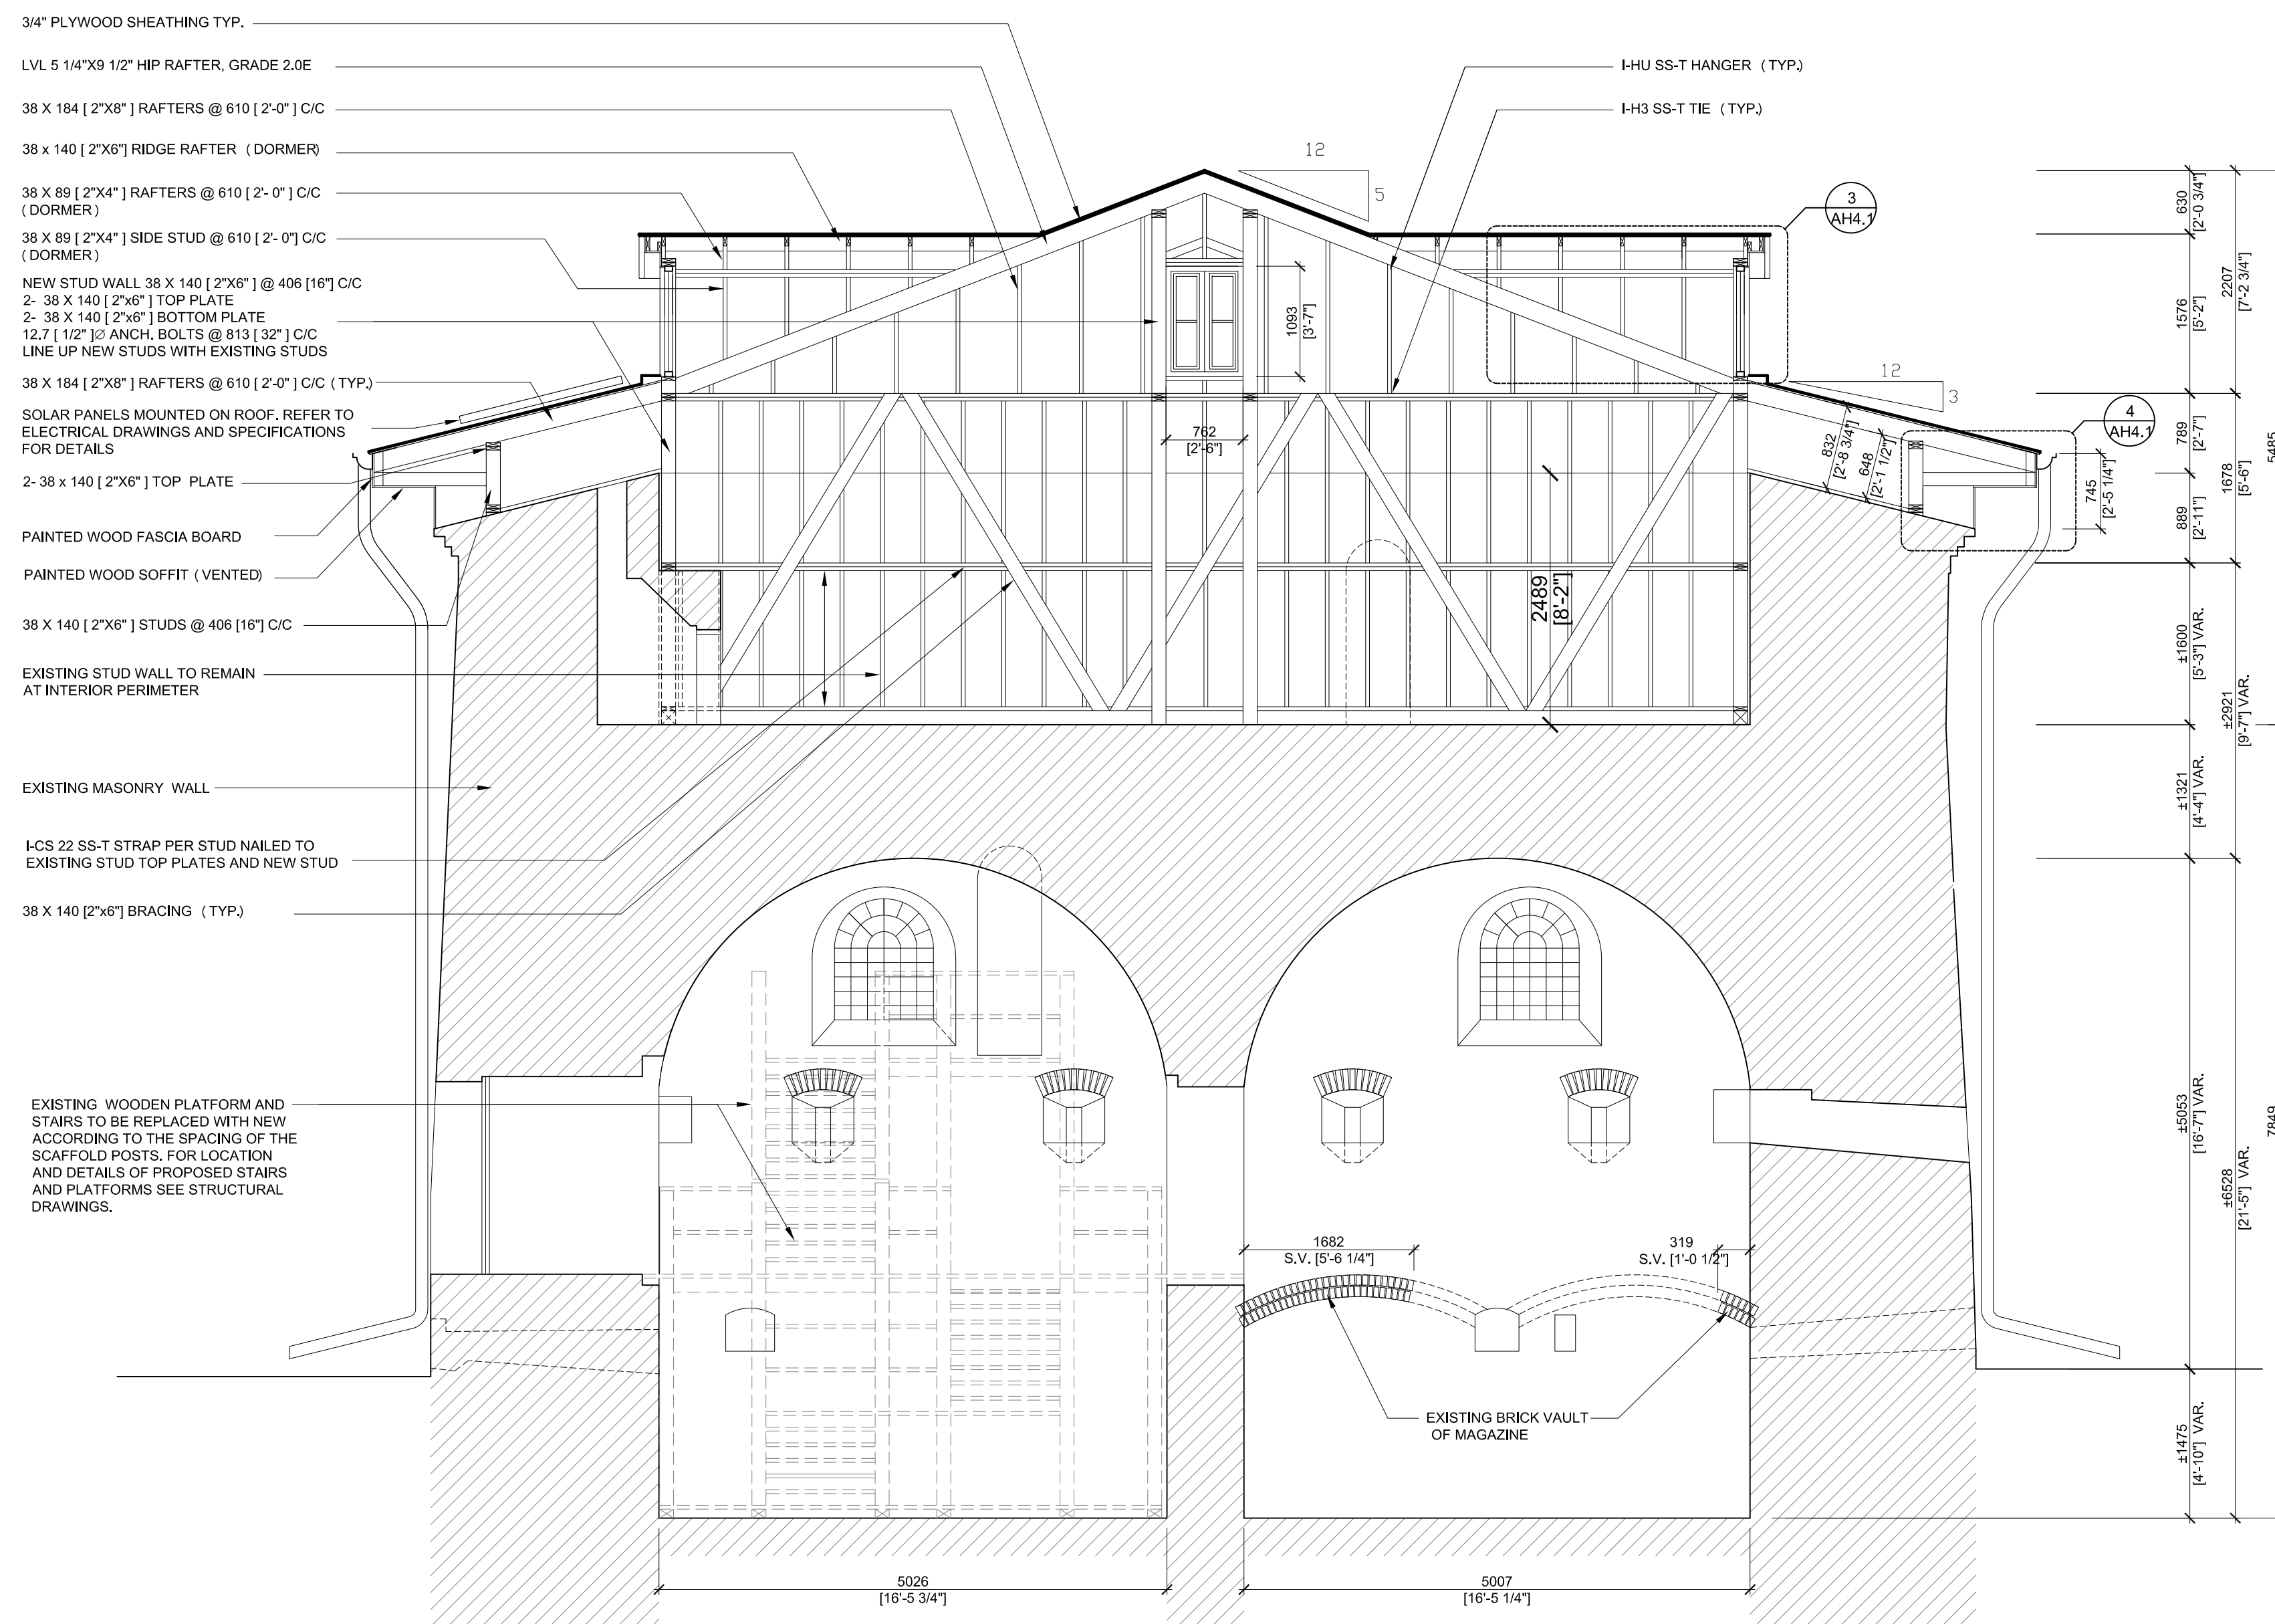 3/4" PLYWOOD SHEATHING TYP.
LVL 5 1/4"X9 1/2" HIP RAFTER, GRADE 2.0E
38 X 184 [ 2"X8" ] RAFTERS @ 610 [ 2'-0" ] C/C
38 x 140 [ 2"X6"] RIDGE RAFTER ( DORMER)
38 X 89 [ 2"X4" ] RAFTERS @ 610 [ 2'- 0" ] C/C
( DORMER )
38 X 89 [ 2"X4" ] SIDE STUD @ 610 [ 2'- 0"] C/C
( DORMER )
NEW STUD WALL 38 X 140 [ 2"X6" ] @ 406 [16"] C/C
2- 38 X 140 [ 2"x6" ] TOP PLATE
2- 38 X 140 [ 2"x6" ] BOTTOM PLATE
12.7 [ 1/2" ]Ø ANCH. BOLTS @ 813 [ 32" ] C/C
LINE UP NEW STUDS WITH EXISTING STUDS
38 X 184 [ 2"X8" ] RAFTERS @ 610 [ 2'-0" ] C/C ( TYP.)
SOLAR PANELS MOUNTED ON ROOF. REFER TO
ELECTRICAL DRAWINGS AND SPECIFICATIONS
FOR DETAILS
2- 38 x 140 [ 2"X6" ] TOP PLATE
PAINTED WOOD FASCIA BOARD
PAINTED WOOD SOFFIT ( VENTED)
38 X 140 [ 2"X6" ] STUDS @ 406 [16"] C/C
EXISTING STUD WALL TO REMAIN
AT INTERIOR PERIMETER
EXISTING MASONRY WALL
I-CS 22 SS-T STRAP PER STUD NAILED TO
EXISTING STUD TOP PLATES AND NEW STUD
38 X 140 [2"x6"] BRACING ( TYP.)
EXISTING WOODEN PLATFORM AND
STAIRS TO BE REPLACED WITH NEW
ACCORDING TO THE SPACING OF THE
SCAFFOLD POSTS. FOR LOCATION
AND DETAILS OF PROPOSED STAIRS
AND PLATFORMS SEE STRUCTURAL
DRAWINGS.
I-HU SS-T HANGER ( TYP.)
I-H3 SS-T TIE ( TYP.)
12
5
3
AH4.1
12
3
4
AH4.1
1093
[3'-7"]
762
[2'-6"]
2489
[8'-2"]
832
[2'-8 3/4"]
648
[2'-1 1/2"]
745
[2'-5 1/4"]
630
[2'-0 3/4"]
1576
[5'-2"]
2207
[7'-2 3/4"]
789
[2'-7"]
889
[2'-11"]
1678
[5'-6"]
5485
±1600
[5'-3"] VAR.
±1321
[4'-4"] VAR.
±2921
[9'-7"] VAR.
±5053
[16'-7"] VAR.
±1475
[4'-10"] VAR.
±6528
[21'-5"] VAR.
7849
1682
S.V. [5'-6 1/4"]
319
S.V. [1'-0 1/2"]
EXISTING BRICK VAULT
OF MAGAZINE
5026
[16'-5 3/4"]
5007
[16'-5 1/4"]